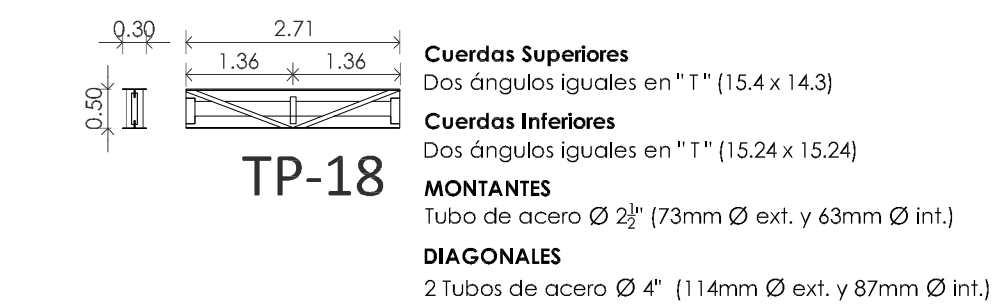 0.30
2.71
1.36
1.36
0.50
TP-18
Cuerdas Superiores
Dos ángulos iguales en "T" (15.4 x 14.3)
Cuerdas Inferiores
Dos ángulos iguales en "T" (15.24 x 15.24)
MONTANTES
Tubo de acero Ø 2½" (73mm Ø ext. y 63mm Ø int.)
DIAGONALES
2 Tubos de acero Ø 4" (114mm Ø ext. y 87mm Ø int.)